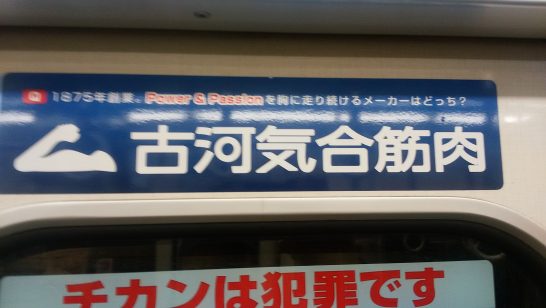 Q 1875年創業。Power & Passionを胸に走り続けるメーカーはどっち？
古河気合筋肉
チカンは犯罪です